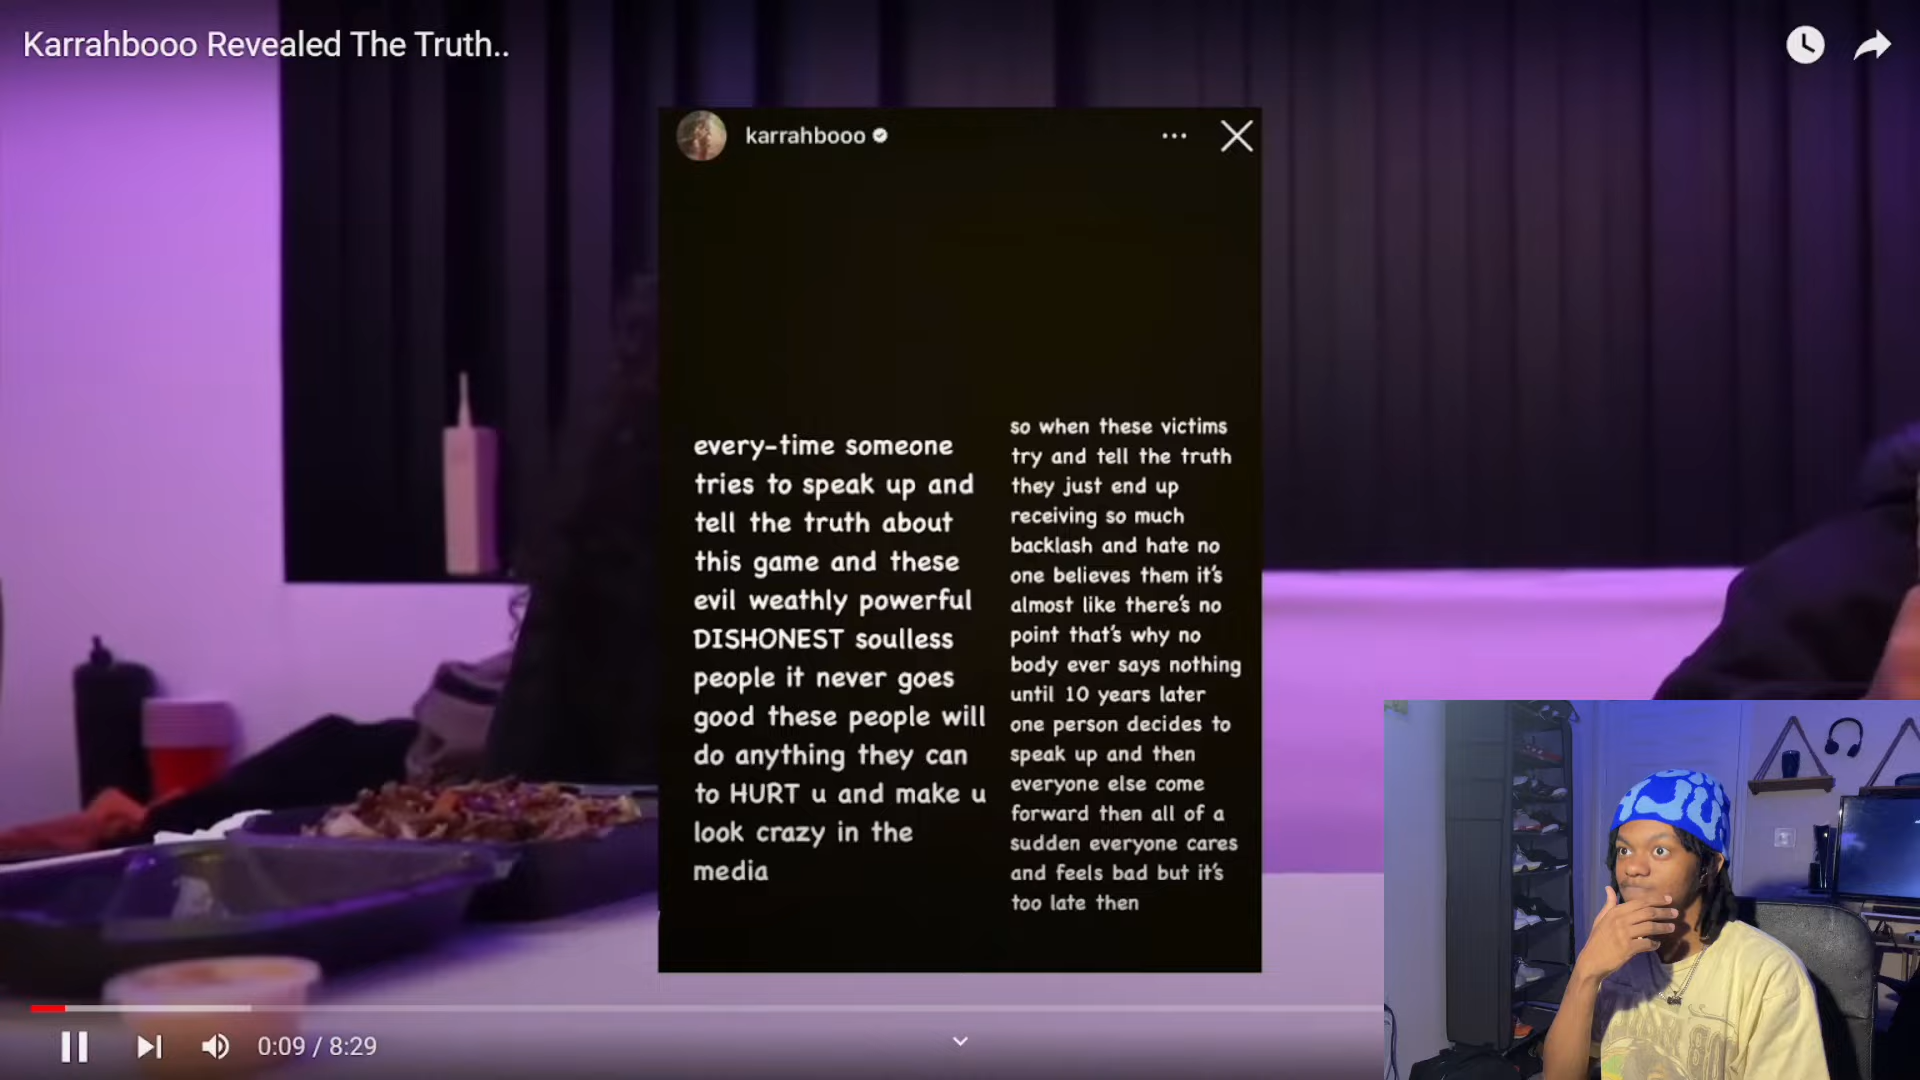 Karrahbooo Revealed The Truth..
karrahbooo
every-time someone
tries to speak up and
tell the truth about
this game and these
evil weathly powerful
DISHONEST soulless
people it never goes
good these people will
do anything they can
to HURT u and make u
look crazy in the
media
so when these victims
try and tell the truth
they just end up
receiving so much
backlash and hate no
one believes them it's
almost like there's no
point that's why no
body ever says nothing
until 10 years later
one person decides to
speak up and then
everyone else come
forward then all of a
sudden everyone cares
and feels bad but it's
too late then
0:09 / 8:29